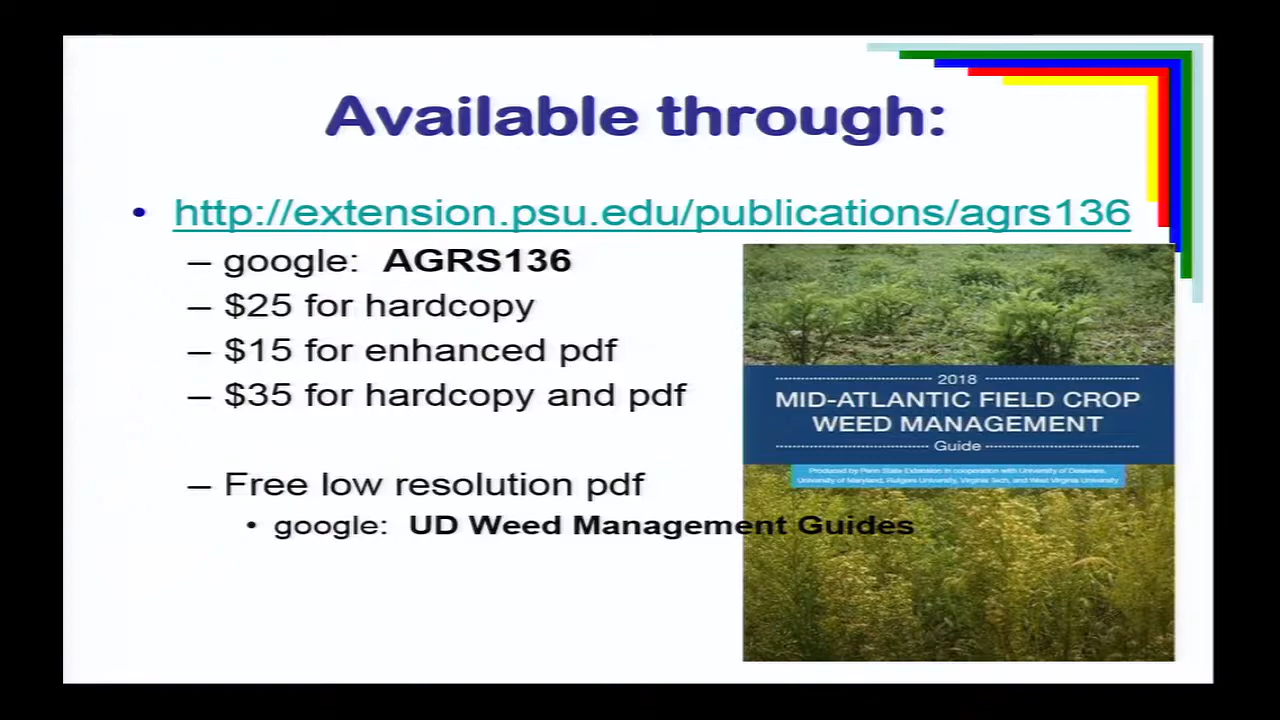 Available through:
• http://extension.psu.edu/publications/agrs136
– google: AGRS136
– $25 for hardcopy
– $15 for enhanced pdf
– $35 for hardcopy and pdf
– Free low resolution pdf
• google: UD Weed Management Guides
2018
MID-ATLANTIC FIELD CROP
WEED MANAGEMENT
Guide
Produced by Penn State Extension in cooperation with University of Delaware,
University of Maryland, Rutgers University, Virginia Tech, and West Virginia University